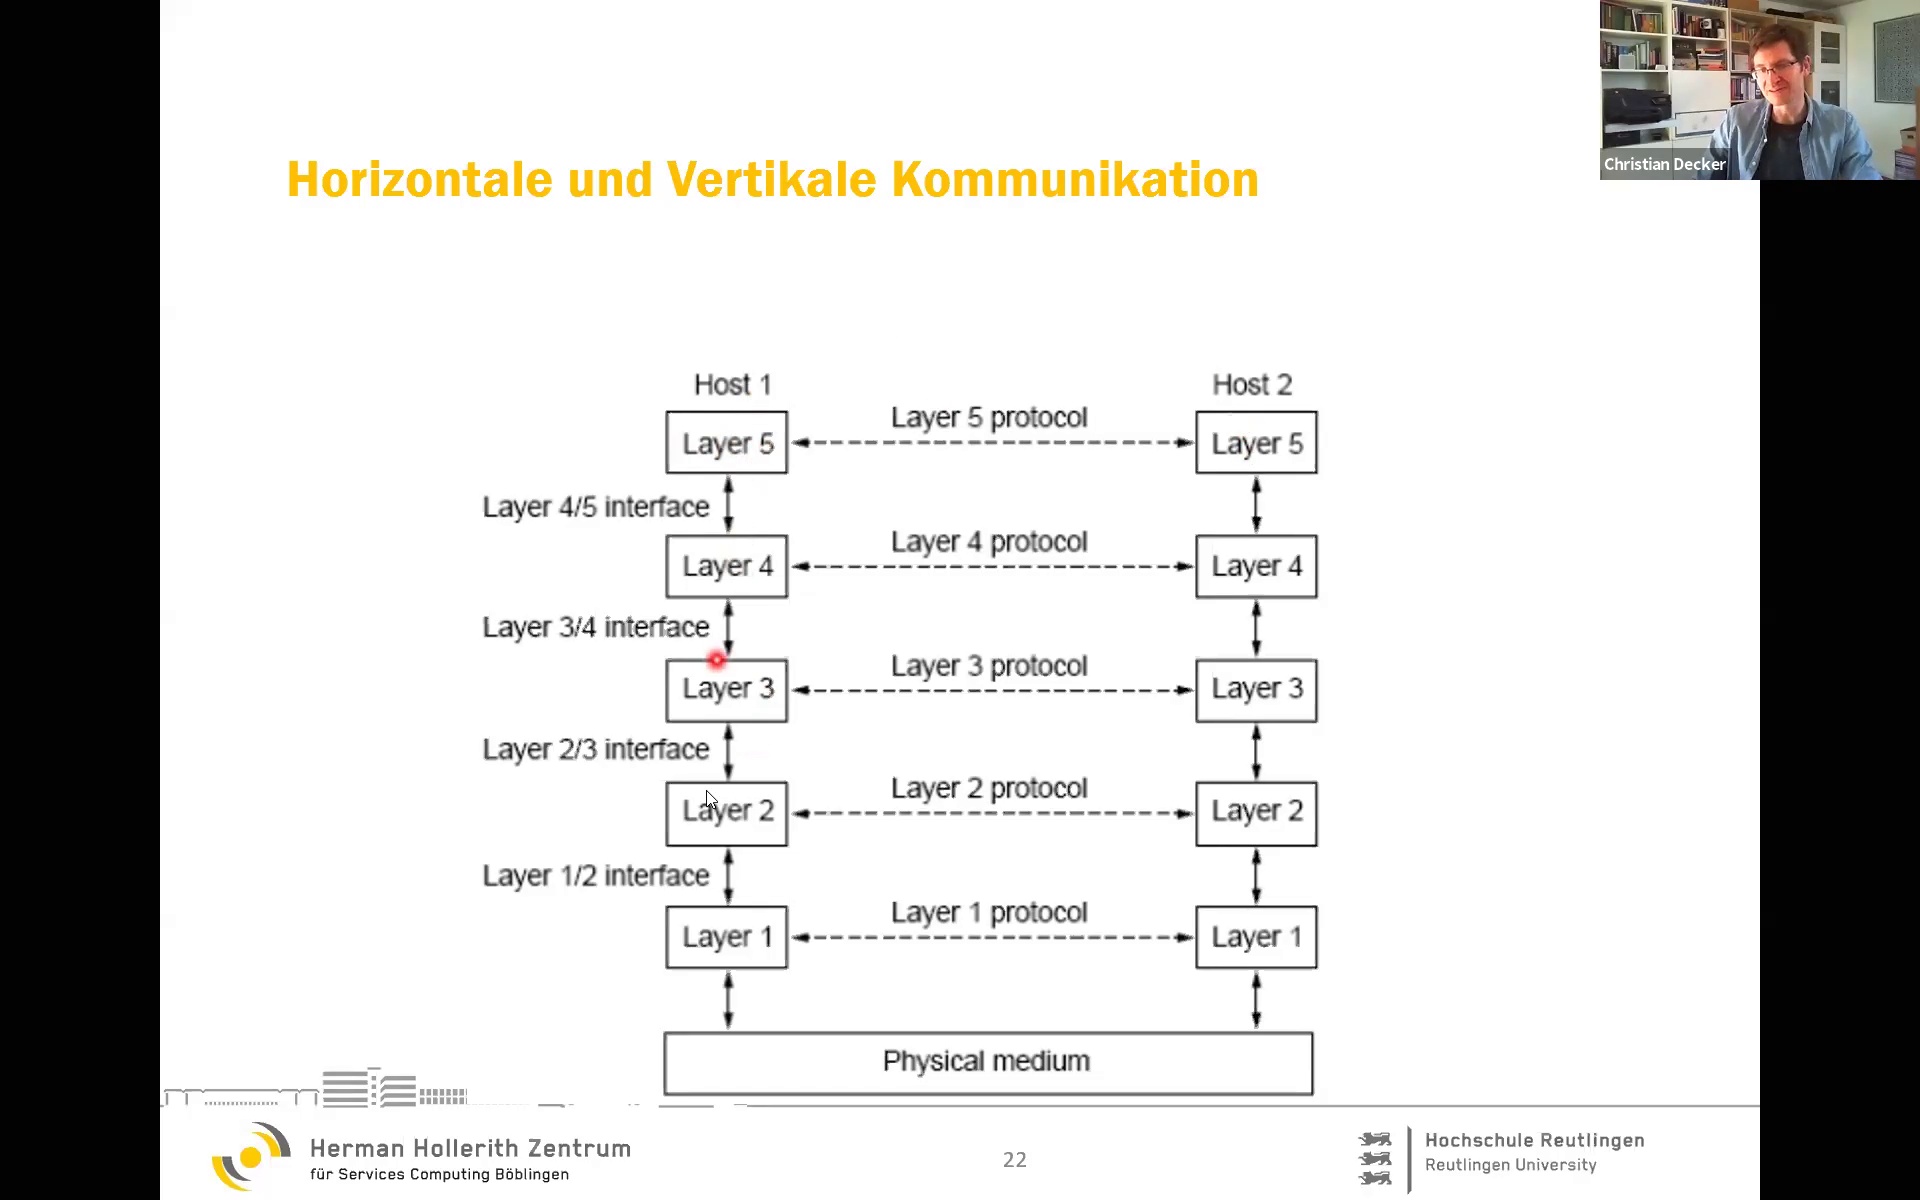 Christian Decker
Horizontale und Vertikale Kommunikation
Host 1
Host 2
Layer 5 protocol
Layer 5
Layer 5
Layer 4/5 interface
Layer 4 protocol
Layer 4
Layer 4
Layer 3/4 interface
Layer 3 protocol
Layer 3
Layer 3
Layer 2/3 interface
Layer 2 protocol
Layer 2
Layer 2
Layer 1/2 interface
Layer 1 protocol
Layer 1
Layer 1
Physical medium
Herman Hollerith Zentrum
für Services Computing Böblingen
22
Hochschule Reutlingen
Reutlingen University